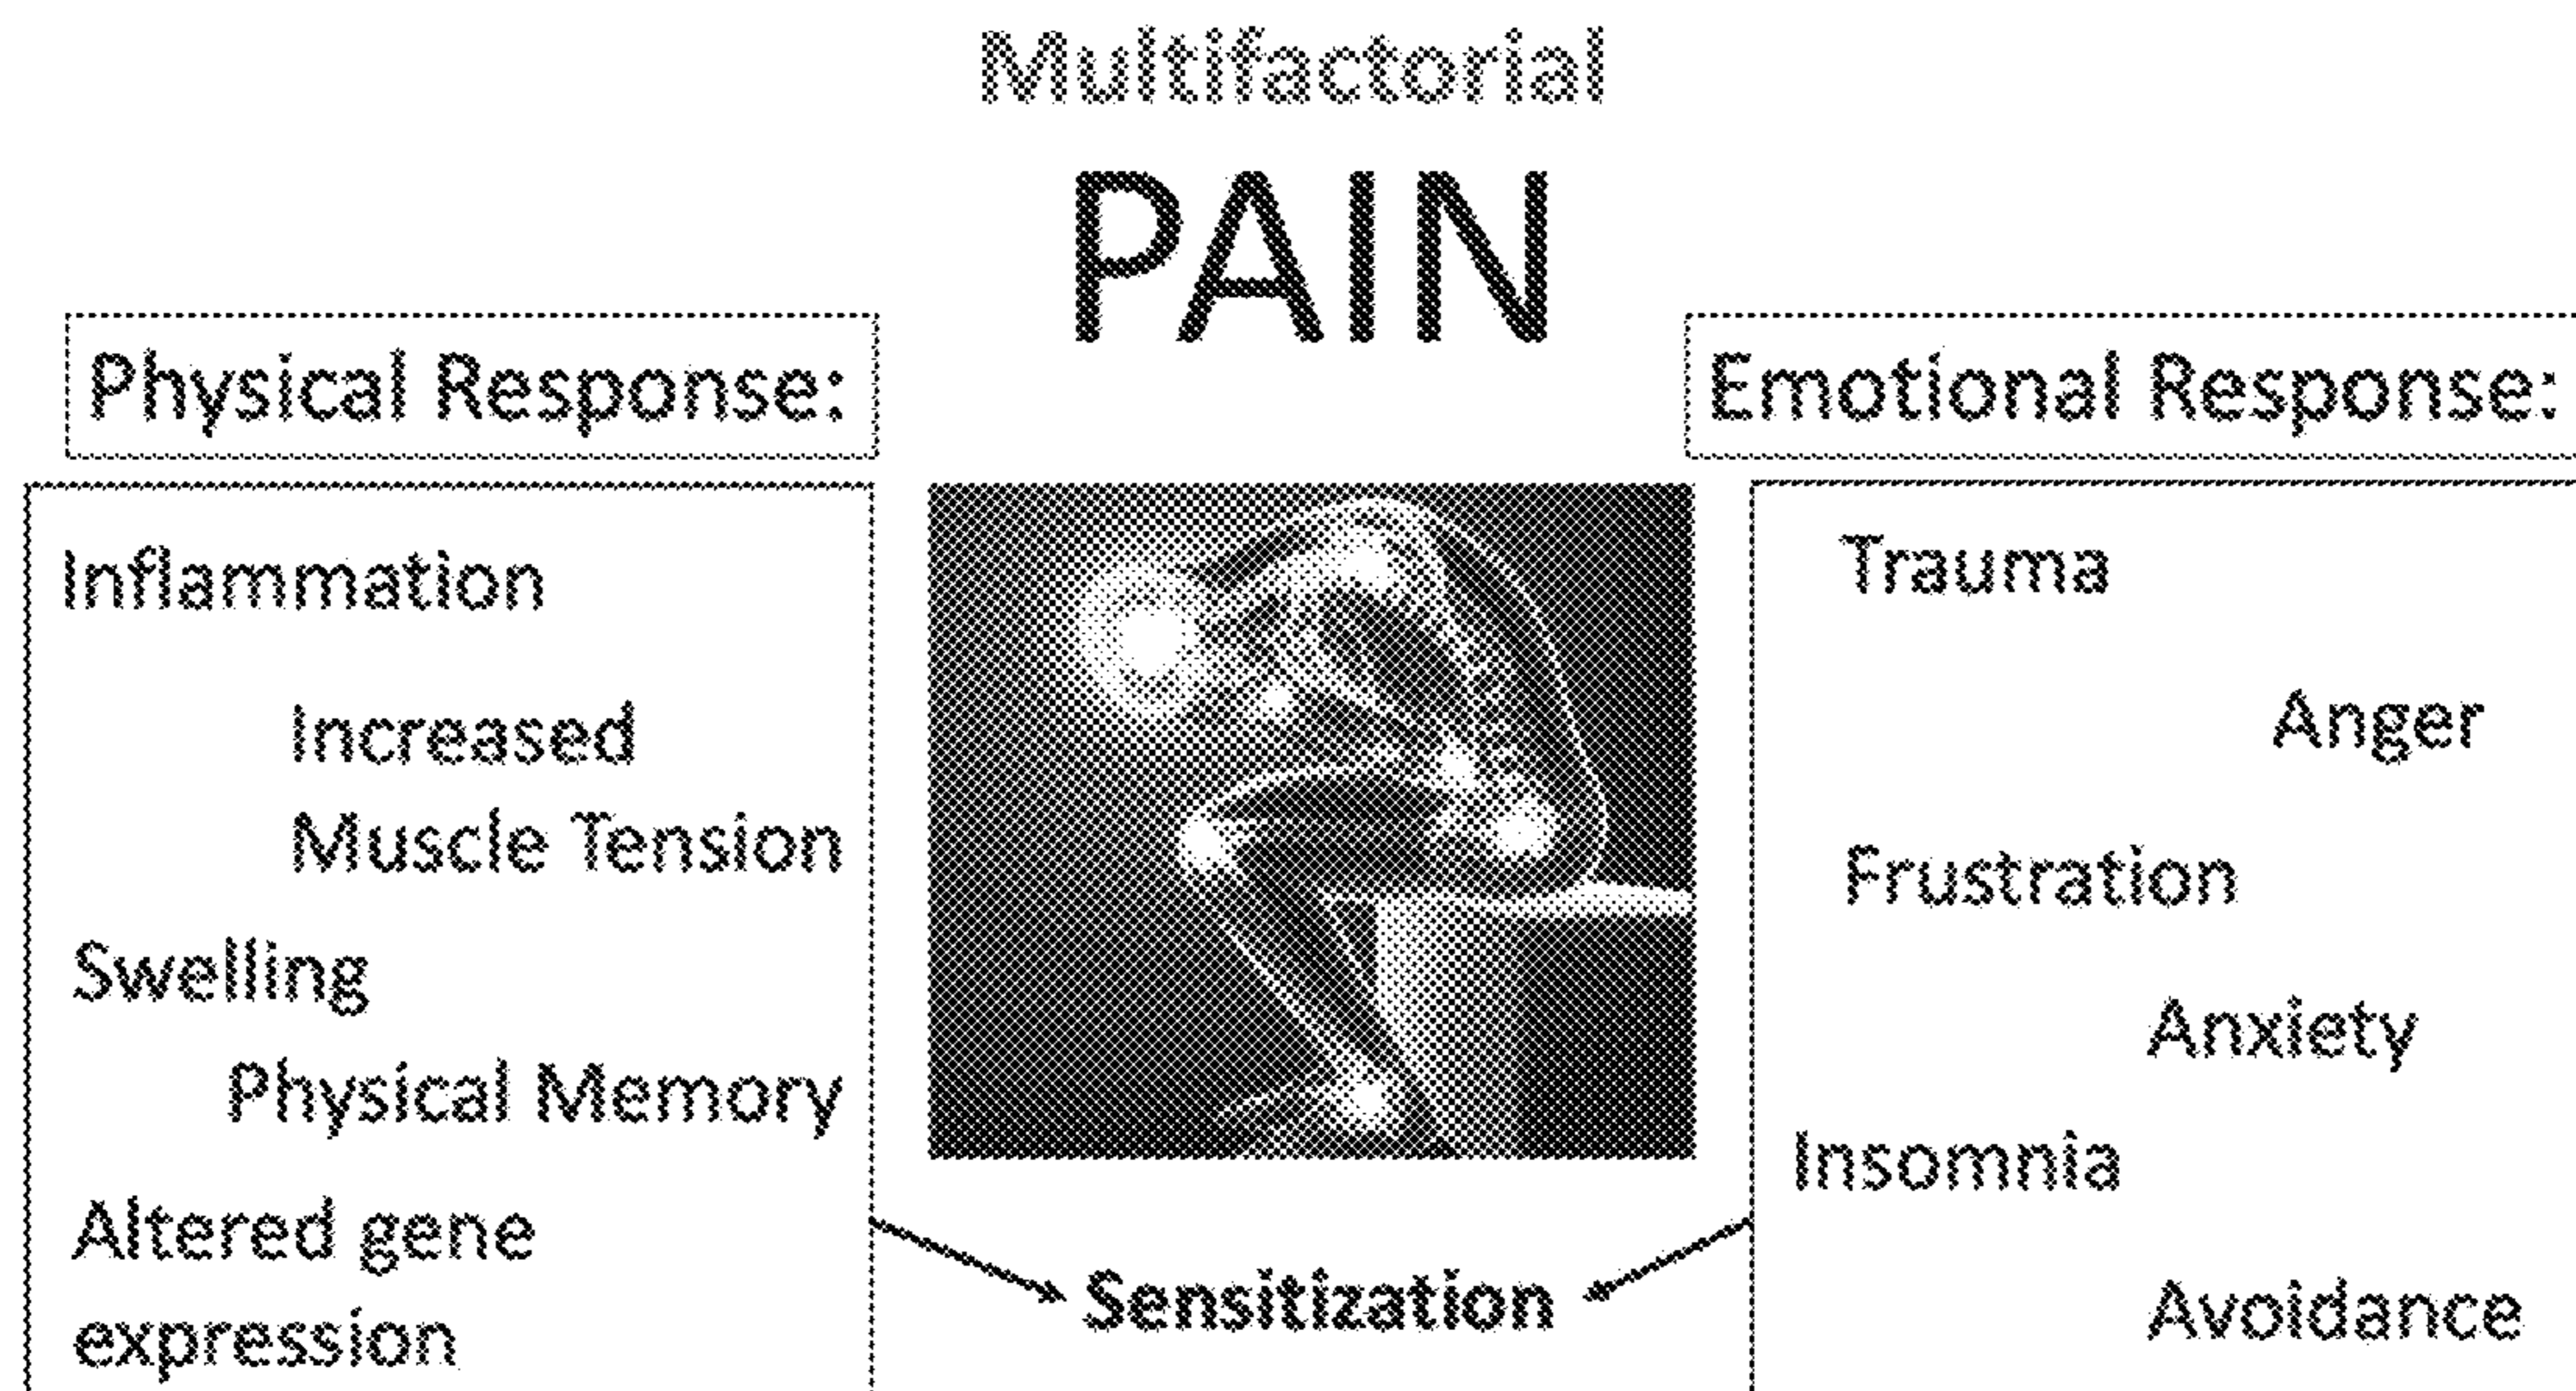 Multifactorial
PAIN
Physical Response:
Inflammation
Increased
Muscle Tension
Swelling
Physical Memory
Altered gene
expression
Emotional Response:
Trauma
Anger
Frustration
Anxiety
Insomnia
Avoidance
Sensitization